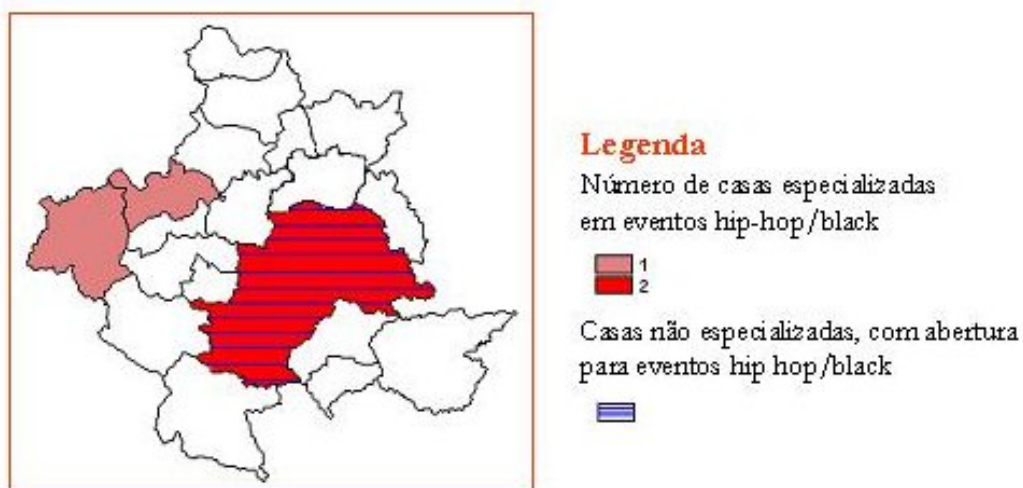 Legenda
Número de casas especializadas
em eventos hip-hop/black
1
2
Casas não especializadas, com abertura
para eventos hip hop/black